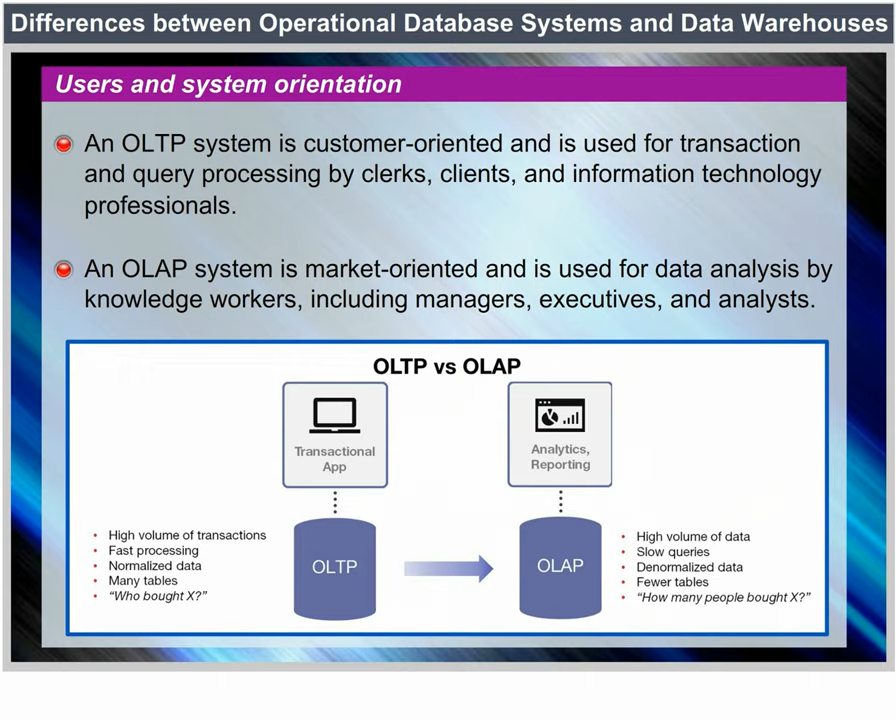 Differences between Operational Database Systems and Data Warehouses
Users and system orientation
An OLTP system is customer-oriented and is used for transaction
and query processing by clerks, clients, and information technology
professionals.
An OLAP system is market-oriented and is used for data analysis by
knowledge workers, including managers, executives, and analysts.
OLTP vs OLAP
Transactional
App
Analytics,
Reporting
• High volume of transactions
• Fast processing
• Normalized data
• Many tables
• “Who bought X?”
OLTP
OLAP
• High volume of data
• Slow queries
• Denormalized data
• Fewer tables
• “How many people bought X?”